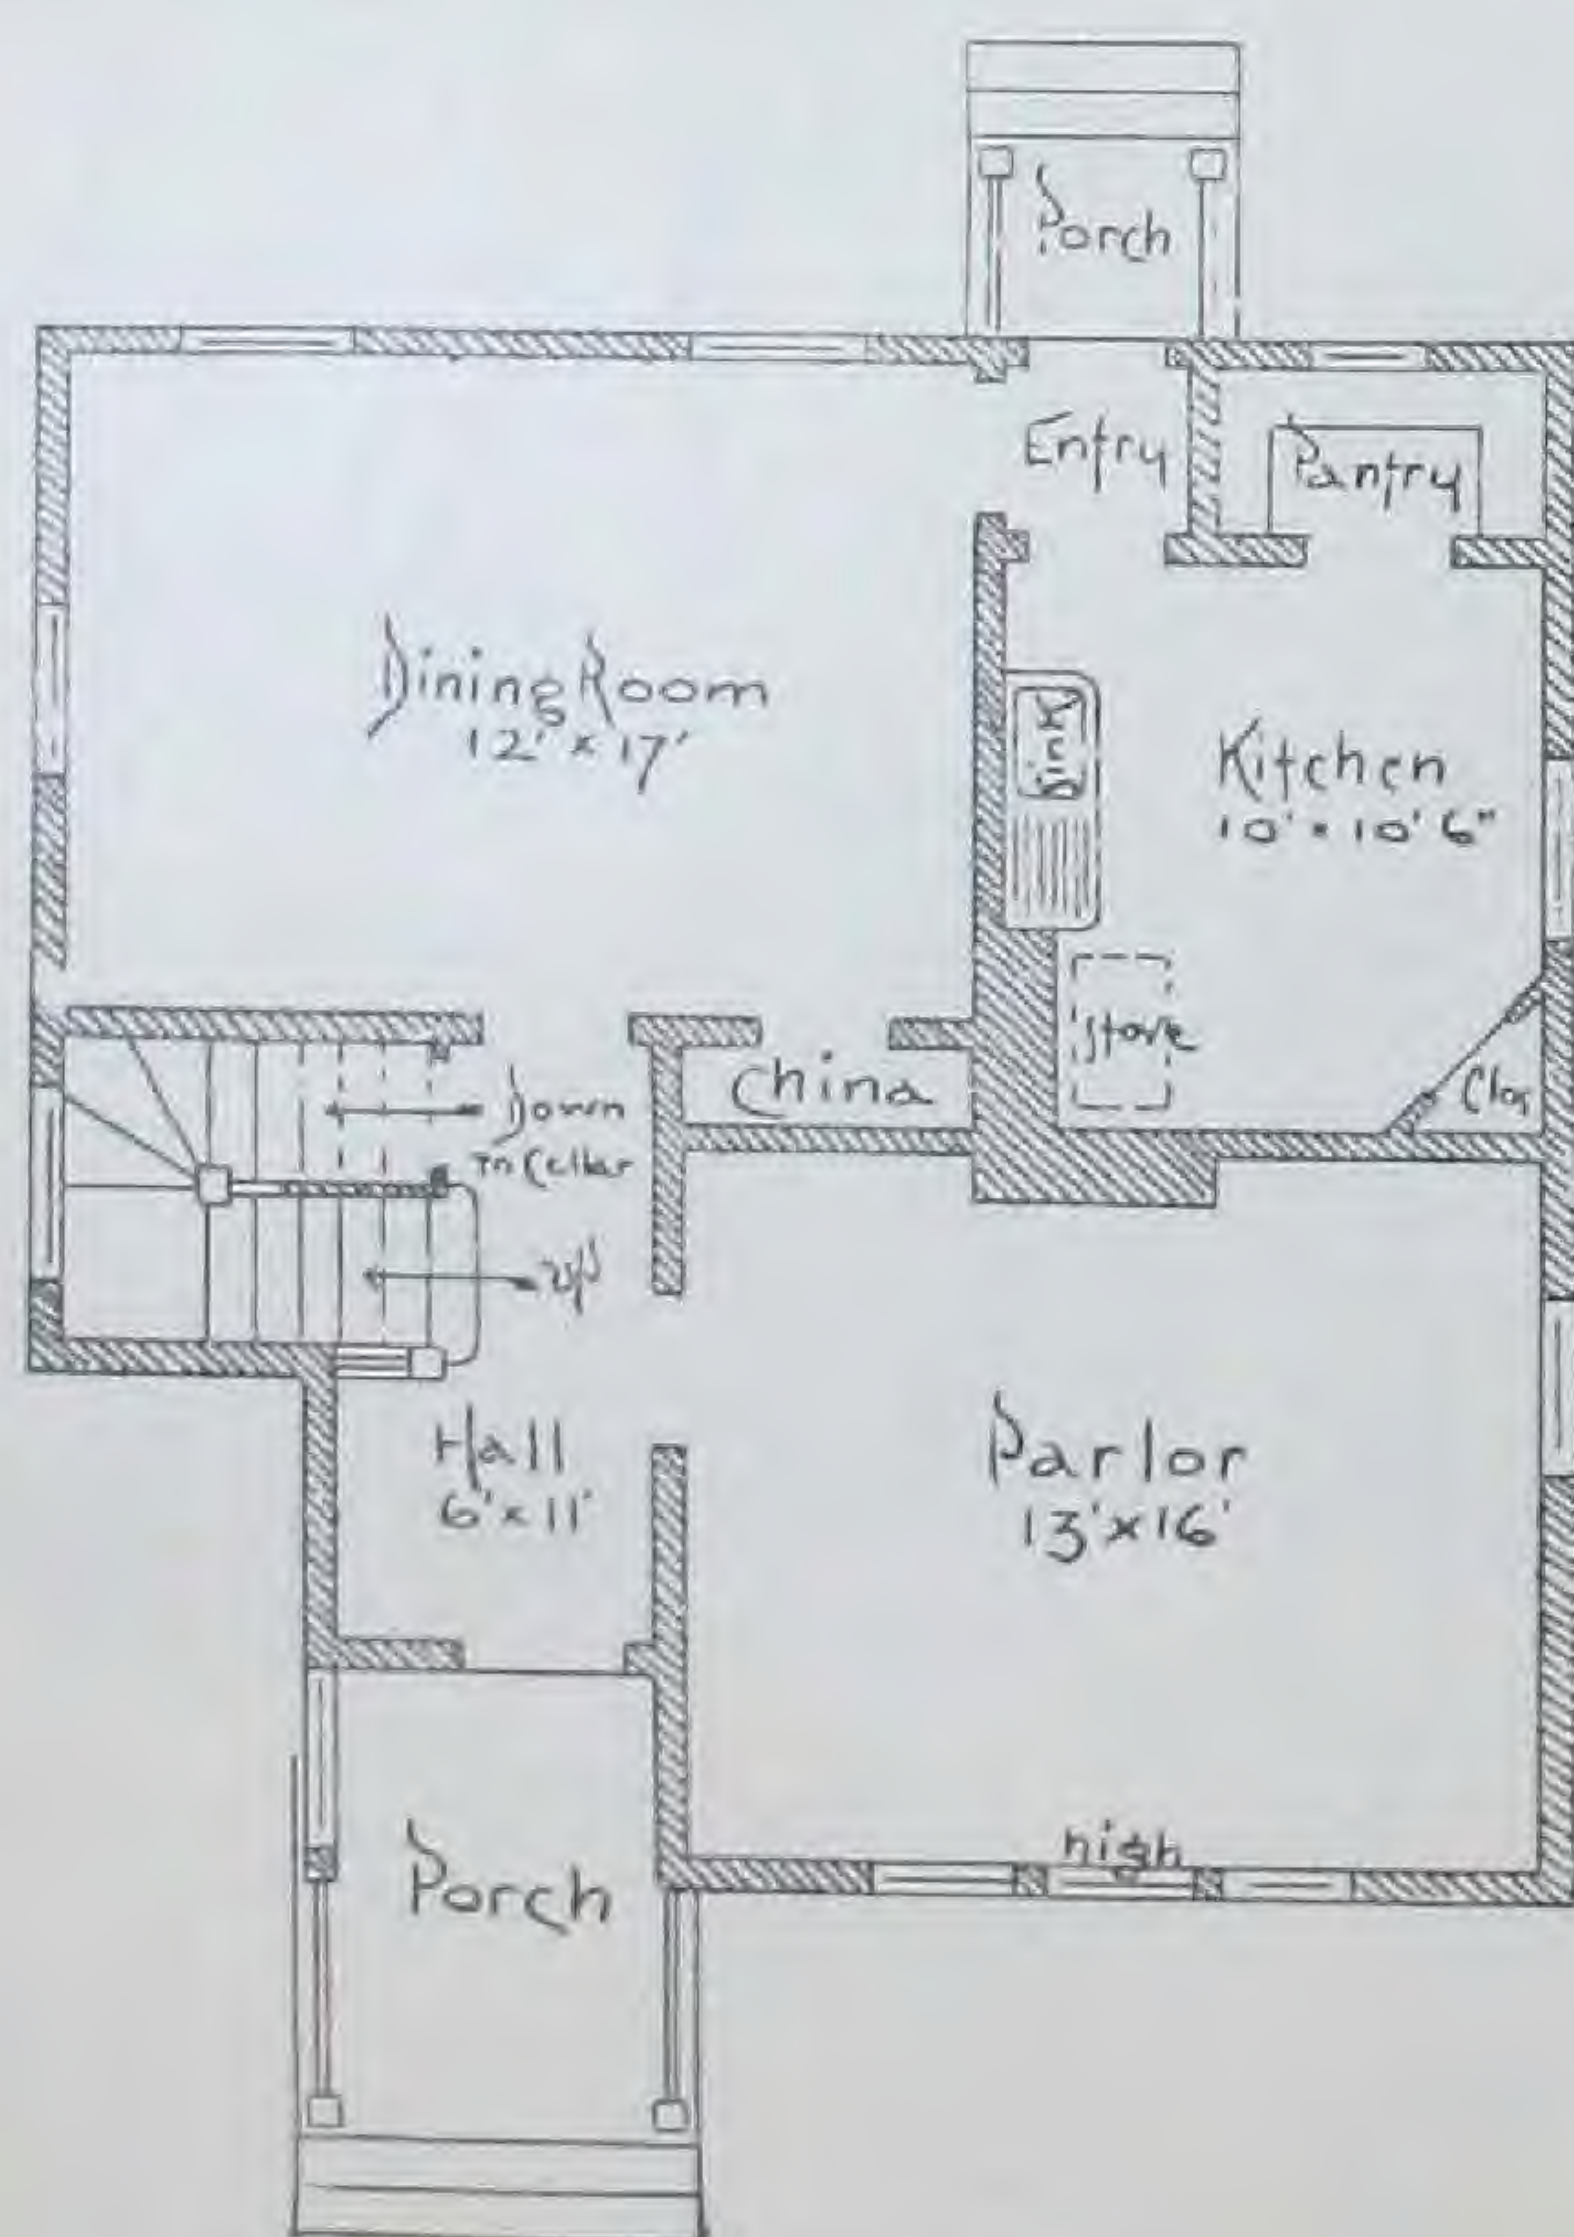 Porch
Entry
Pantry
Dining Room
12' x 17'
Sink
Kitchen
10' x 10' 6"
Stove
China
Clos
Down
to Cellar
Up
Hall
6' x 11'
Parlor
13' x 16'
high
Porch